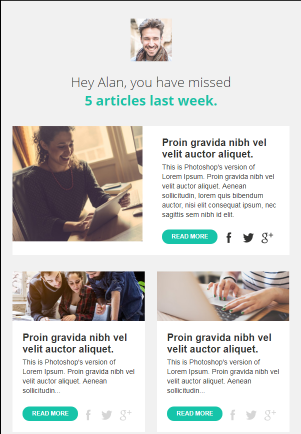 Hey Alan, you have missed
5 articles last week.
Proin gravida nibh vel
velit auctor aliquet.
This is Photoshop's version of
Lorem Ipsum. Proin gravida nibh vel
velit auctor aliquet. Aenean
sollicitudin, lorem quis bibendum
auctor, nisi elit consequat ipsum, nec
sagittis sem nibh id elit.
READ MORE
Proin gravida nibh vel
velit auctor aliquet.
This is Photoshop's version of
Lorem Ipsum. Proin gravida nibh vel
velit auctor aliquet. Aenean
sollicitudin...
READ MORE
Proin gravida nibh vel
velit auctor aliquet.
This is Photoshop's version of
Lorem Ipsum. Proin gravida nibh vel
velit auctor aliquet. Aenean
sollicitudin...
READ MORE